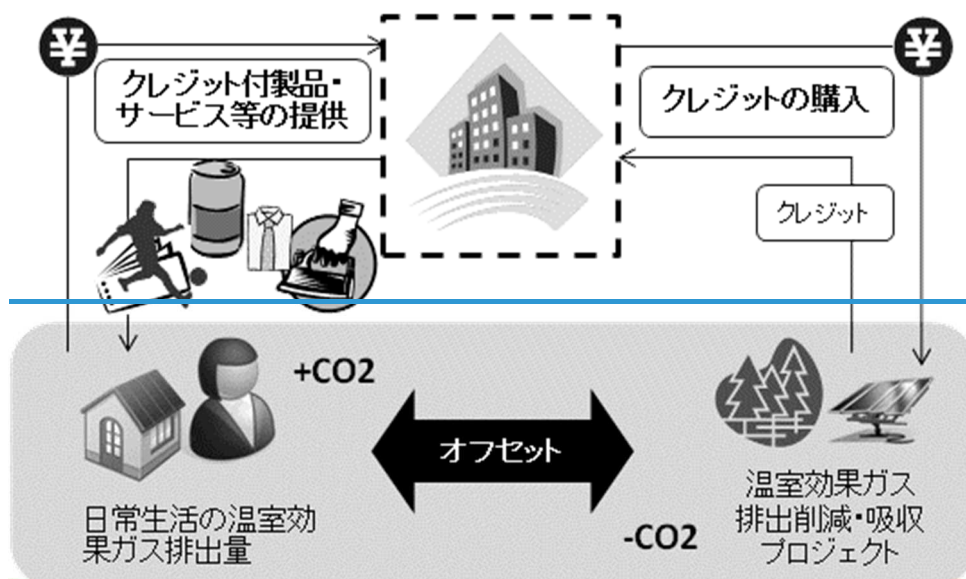 ¥
¥
クレジット付製品・
サービス等の提供
クレジットの購入
クレジット
+CO2
オフセット
日常生活の温室効
果ガス排出量
-CO2
温室効果ガス
排出削減・吸収
プロジェクト